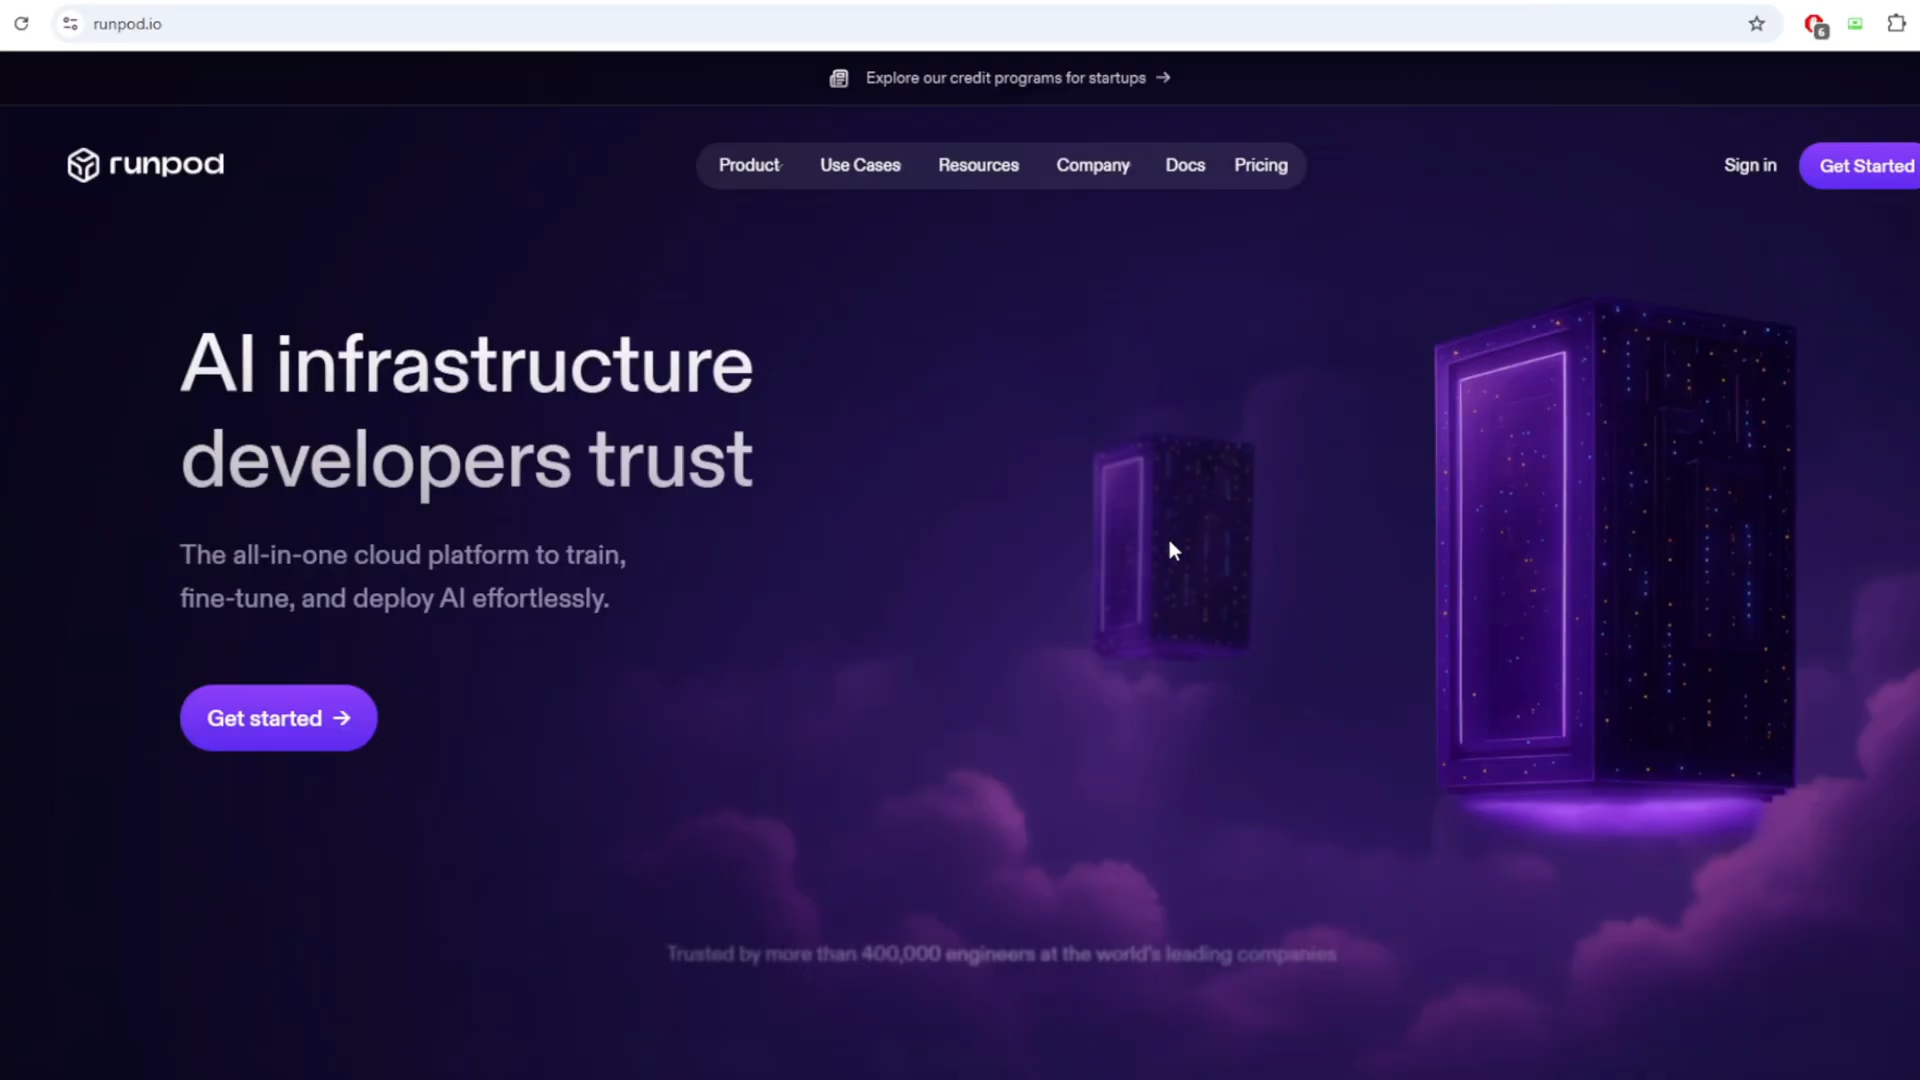 runpod.io
6
Explore our credit programs for startups →
runpod
Product
Use Cases
Resources
Company
Docs
Pricing
Sign in
Get Started
AI infrastructure
developers trust
The all-in-one cloud platform to train,
fine-tune, and deploy AI effortlessly.
Get started →
Trusted by more than 400,000 engineers at the world's leading companies